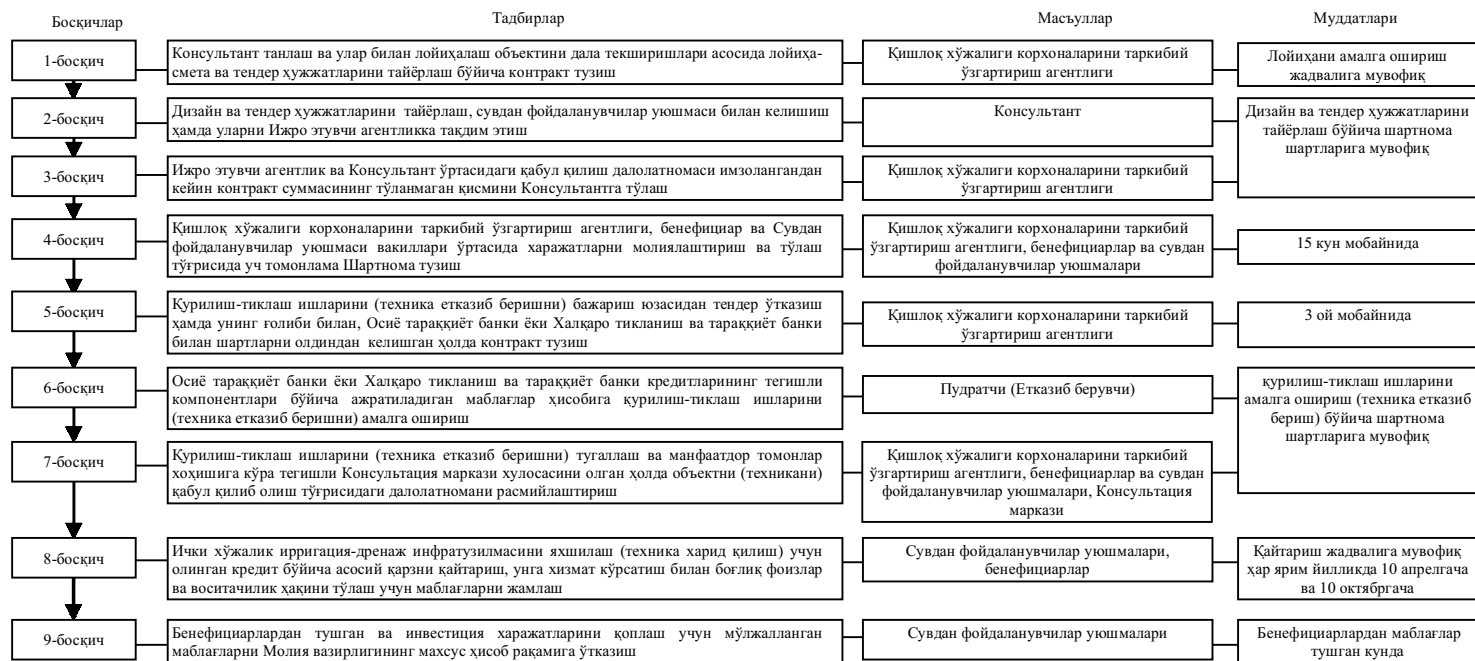 Босқичлар
Тадбирлар
Масъуллар
Муддатлари
1-босқич
Консультант танлаш ва улар билан лойиҳалаш объектини дала текширишлари асосида лойиҳа-
смета ва тендер ҳужжатларини тайёрлаш бўйича контракт тузиш
Қишлоқ хўжалиги корхоналарини таркибий
ўзгартириш агентлиги
Лойиҳани амалга ошириш
жадвалига мувофиқ
2-босқич
Дизайн ва тендер ҳужжатларини тайёрлаш, сувдан фойдаланувчилар уюшмаси билан келишиш
ҳамда уларни Ижро этувчи агентликка тақдим этиш
Консультант
Дизайн ва тендер ҳужжатларини
тайёрлаш бўйича шартнома
шартларига мувофиқ
3-босқич
Ижро этувчи агентлик ва Консультант ўртасидаги қабул қилиш далолатномаси имзолангандан
кейин контракт суммасининг тўланмаган қисмини Консультантга тўлаш
Қишлоқ хўжалиги корхоналарини таркибий
ўзгартириш агентлиги
4-босқич
Қишлоқ хўжалиги корхоналарини таркибий ўзгартириш агентлиги, бенефициар ва Сувдан
фойдаланувчилар уюшмаси вакиллари ўртасида харажатларни молиялаштириш ва тўлаш
тўғрисида уч томонлама Шартнома тузиш
Қишлоқ хўжалиги корхоналарини таркибий
ўзгартириш агентлиги, бенефициарлар ва сувдан
фойдаланувчилар уюшмалари
15 кун мобайнида
5-босқич
Қурилиш-тиклаш ишларини (техника етказиб беришни) бажариш юзасидан тендер ўтказиш
ҳамда унинг ғолиби билан, Осиё тараққиёт банки ёки Халқаро тикланиш ва тараққиёт банки
билан шартларни олдиндан келишган ҳолда контракт тузиш
Қишлоқ хўжалиги корхоналарини таркибий
ўзгартириш агентлиги
3 ой мобайнида
6-босқич
Осиё тараққиёт банки ёки Халқаро тикланиш ва тараққиёт банки кредитларининг тегишли
компонентлари бўйича ажратиладиган маблағлар ҳисобига қурилиш-тиклаш ишларини
(техника етказиб беришни) амалга ошириш
Пудратчи (Етказиб берувчи)
қурилиш-тиклаш ишларини
амалга ошириш (техника етказиб
бериш) бўйича шартнома
шартларига мувофиқ
7-босқич
Қурилиш-тиклаш ишларини (техника етказиб беришни) тугаллаш ва манфаатдор томонлар
хоҳишига кўра тегишли Консультация маркази хулосасини олган ҳолда объектни (техникани)
қабул қилиб олиш тўғрисидаги далолатномани расмийлаштириш
Қишлоқ хўжалиги корхоналарини таркибий
ўзгартириш агентлиги, бенефициарлар ва сувдан
фойдаланувчилар уюшмалари, Консультация
маркази
8-босқич
Ички хўжалик ирригация-дренаж инфратузилмасини яхшилаш (техника харид қилиш) учун
олинган кредит бўйича асосий қарзни қайтариш, унга хизмат кўрсатиш билан боғлиқ фоизлар
ва воситачилик ҳақини тўлаш учун маблағларни жамлаш
Сувдан фойдаланувчилар уюшмалари,
бенефициарлар
Қайтариш жадвалига мувофиқ
ҳар ярим йилликда 10 апрелгача
ва 10 октябргача
9-босқич
Бенефициарлардан тушган ва инвестиция харажатларини қоплаш учун мўлжалланган
маблағларни Молия вазирлигининг махсус ҳисоб рақамига ўтказиш
Сувдан фойдаланувчилар уюшмалари
Бенефициарлардан маблағлар
тушган кунда